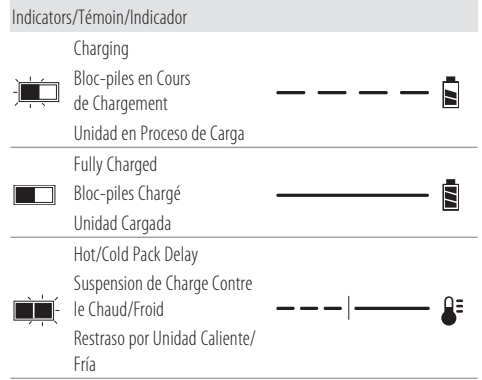 Indicators/Témoin/Indicador
Charging
Bloc-piles en Cours
de Chargement
Unidad en Proceso de Carga
Fully Charged
Bloc-piles Chargé
Unidad Cargada
Hot/Cold Pack Delay
Suspension de Charge Contre
le Chaud/Froid
Restraso por Unidad Caliente/
Fría